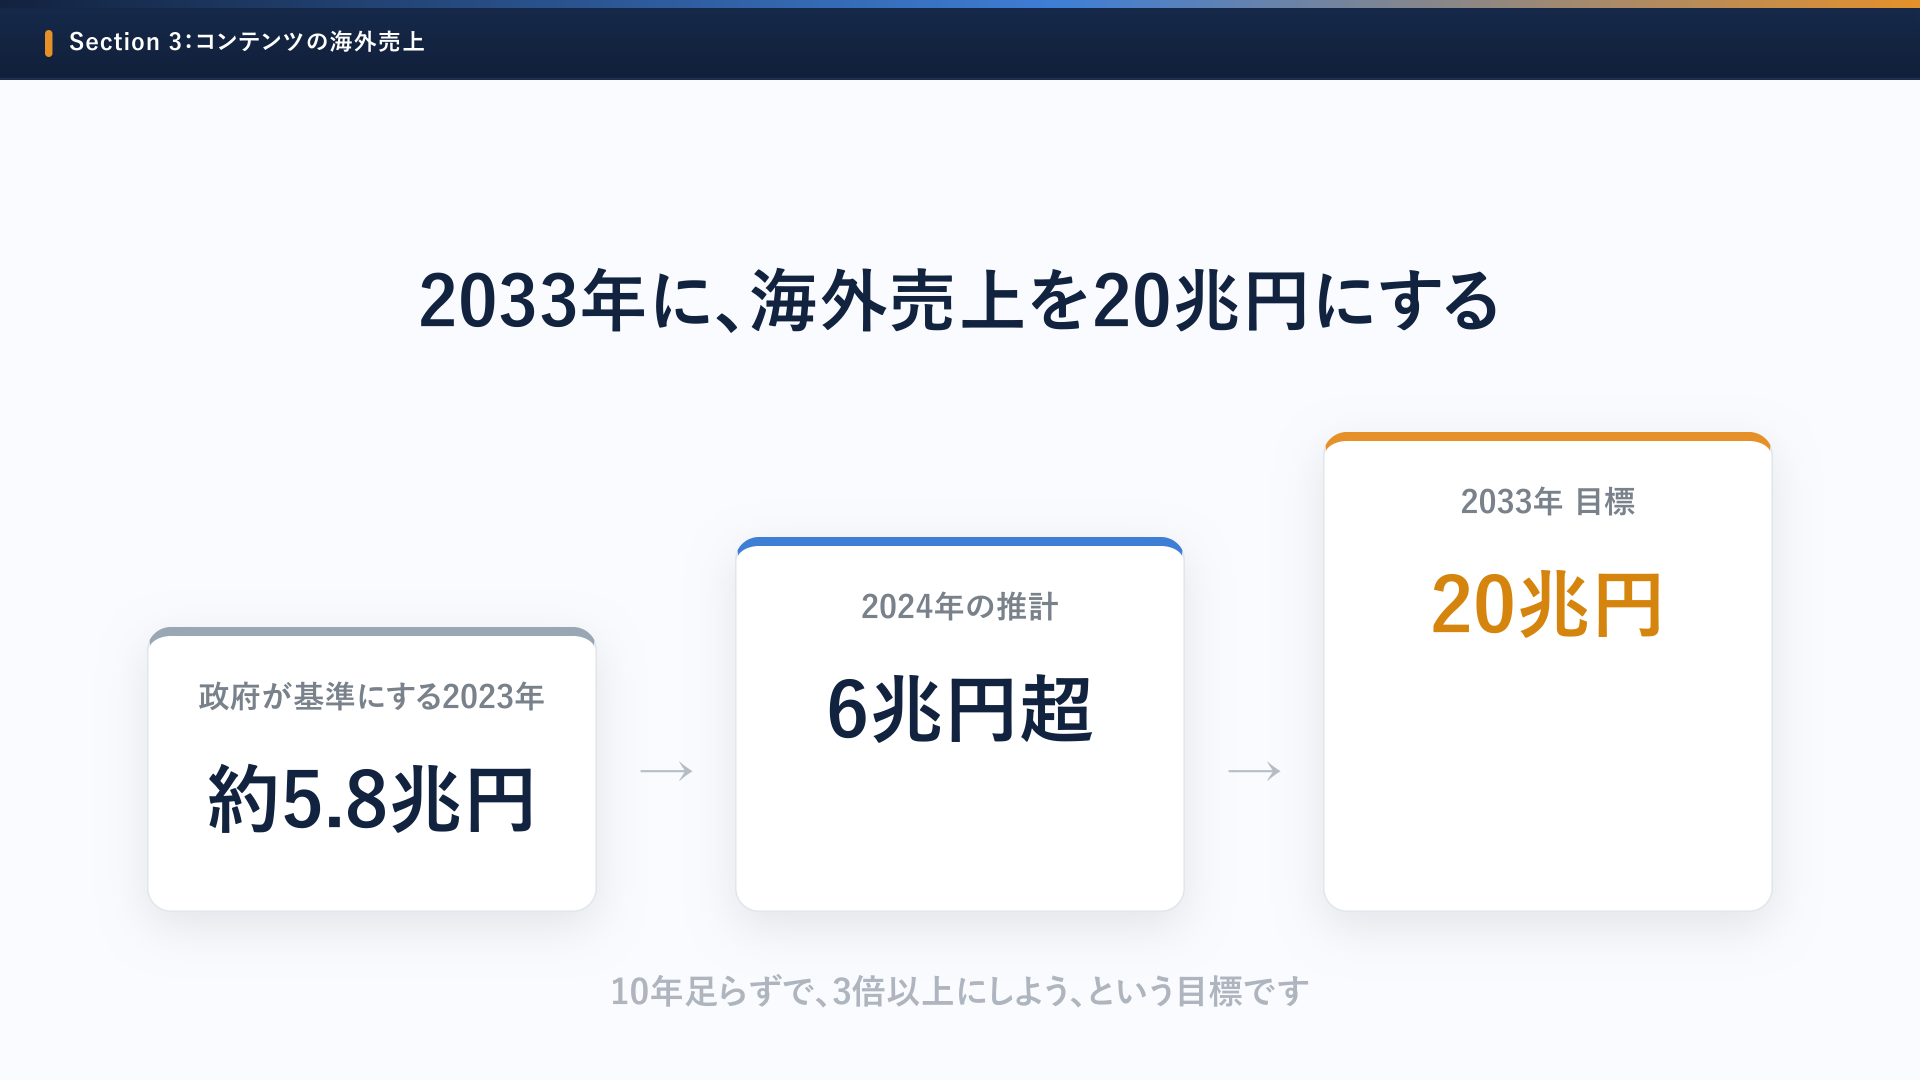 Section 3：コンテンツの海外売上
2033年に、海外売上を20兆円にする
政府が基準にする2023年
約5.8兆円
→
2024年の推計
6兆円超
→
2033年 目標
20兆円
10年足らずで、3倍以上にしよう、という目標です